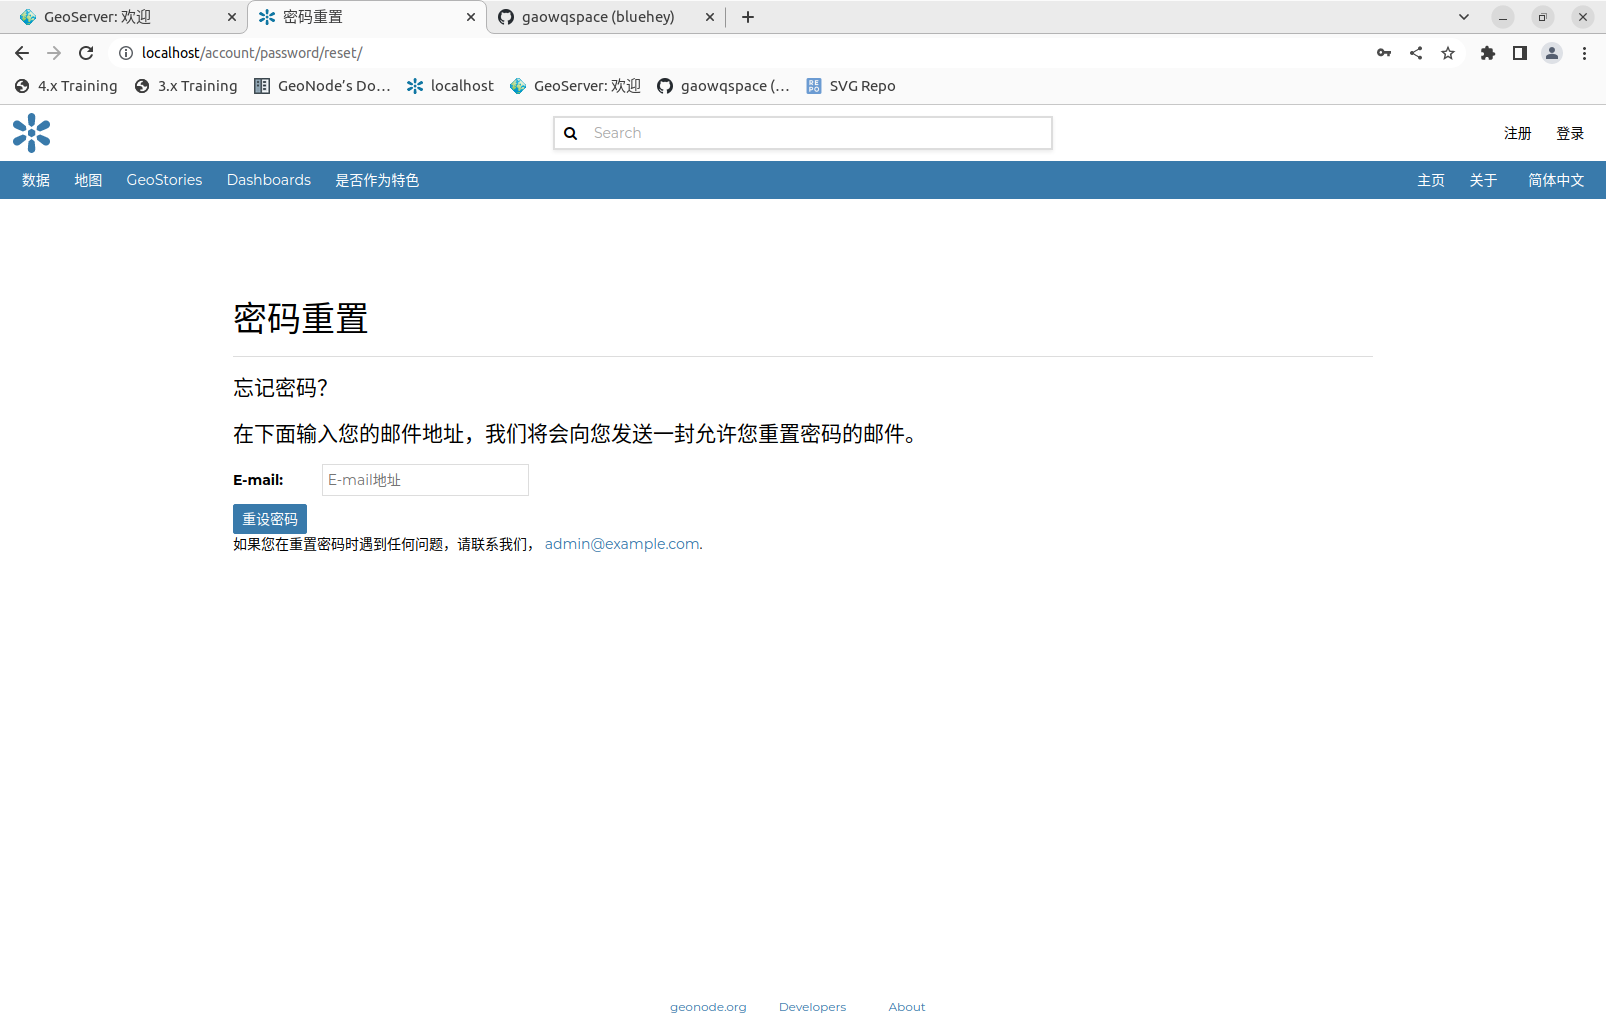 GeoServer: 欢迎
密码重置
gaowqspace (bluehey)
localhost/account/password/reset/
4.x Training
3.x Training
GeoNode's Do…
localhost
GeoServer: 欢迎
gaowqspace (…
SVG Repo
Search
注册
登录
数据
地图
GeoStories
Dashboards
是否作为特色
主页
关于
简体中文
密码重置
忘记密码?
在下面输入您的邮件地址，我们将会向您发送一封允许您重置密码的邮件。
E-mail:
E-mail地址
重设密码
如果您在重置密码时遇到任何问题，请联系我们， admin@example.com.
geonode.org
Developers
About